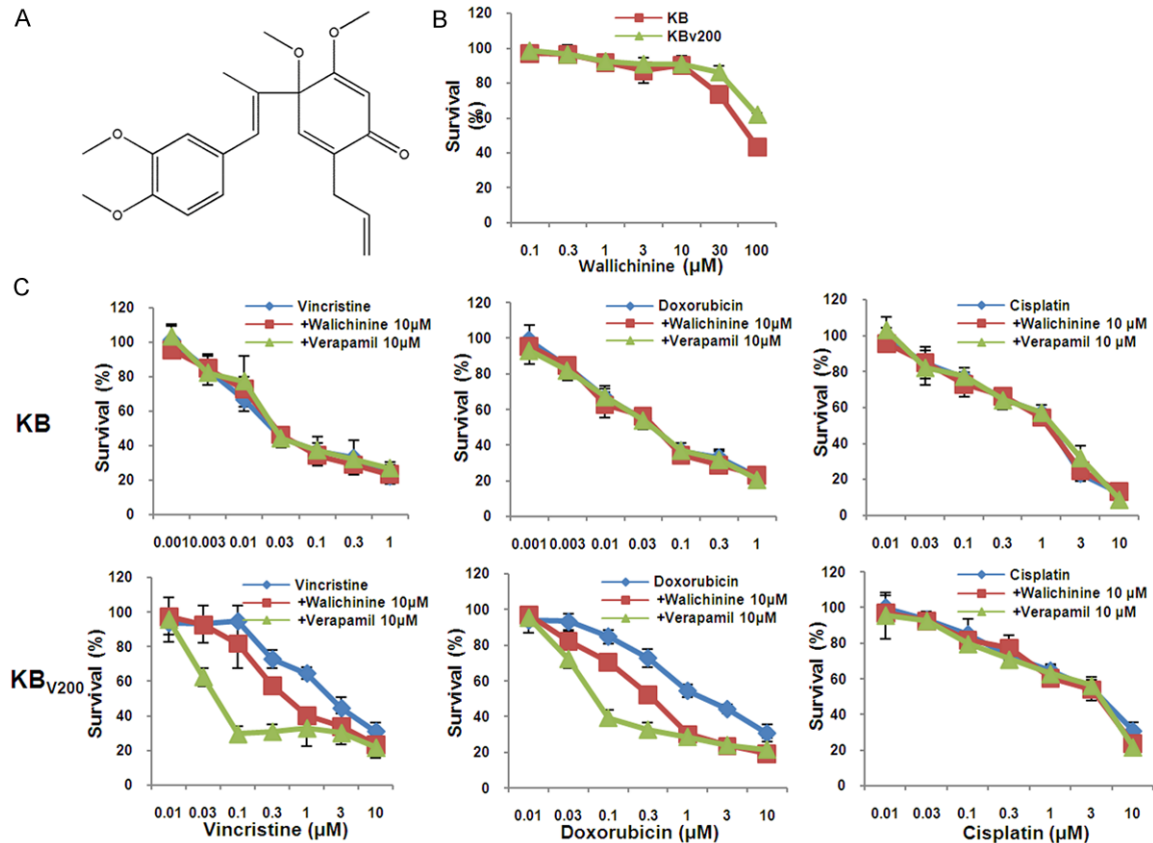 A
O
O
O
O
O
B
KB
KBv200
Survival (%)
120
100
80
60
40
20
0
0.1 0.3 1 3 10 30 100
Wallichinine (µM)
C
KB
Survival (%)
120
100
80
60
40
20
0
Vincristine
+Walichinine 10µM
+Verapamil 10µM
0.001 0.003 0.01 0.03 0.1 0.3 1
Survival (%)
120
100
80
60
40
20
0
Doxorubicin
+Walichinine 10µM
+Verapamil 10µM
0.001 0.003 0.01 0.03 0.1 0.3 1
Survival (%)
120
100
80
60
40
20
0
Cisplatin
+Walichinine 10 µM
+Verapamil 10 µM
0.01 0.03 0.1 0.3 1 3 10
KBV200
Survival (%)
120
100
80
60
40
20
0
Vincristine
+Walichinine 10µM
+Verapamil 10µM
0.01 0.03 0.1 0.3 1 3 10
Vincristine (µM)
Survival (%)
120
100
80
60
40
20
0
Doxorubicin
+Walichinine 10µM
+Verapamil 10µM
0.01 0.03 0.1 0.3 1 3 10
Doxorubicin (µM)
Survival (%)
120
100
80
60
40
20
0
Cisplatin
+Walichinine 10µM
+Verapamil 10 µM
0.01 0.03 0.1 0.3 1 3 10
Cisplatin (µM)